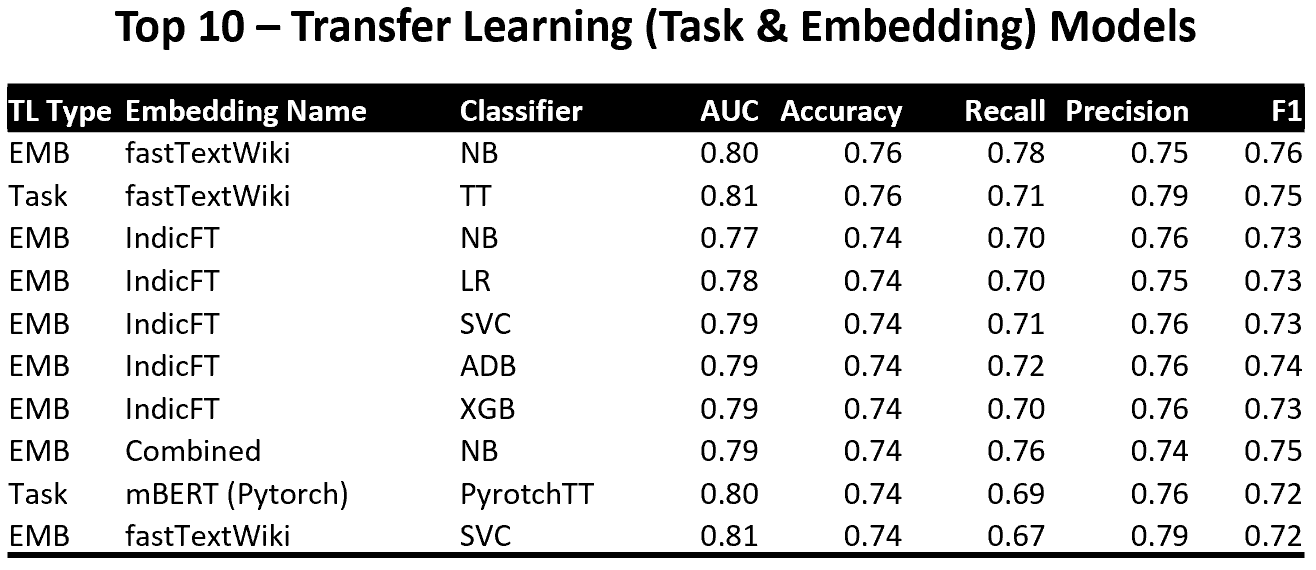 Top 10 – Transfer Learning (Task & Embedding) Models
TL Type Embedding Name Classifier AUC Accuracy Recall Precision F1
EMB fastTextWiki NB 0.80 0.76 0.78 0.75 0.76
Task fastTextWiki TT 0.81 0.76 0.71 0.79 0.75
EMB IndicFT NB 0.77 0.74 0.70 0.76 0.73
EMB IndicFT LR 0.78 0.74 0.70 0.75 0.73
EMB IndicFT SVC 0.79 0.74 0.71 0.76 0.73
EMB IndicFT ADB 0.79 0.74 0.72 0.76 0.74
EMB IndicFT XGB 0.79 0.74 0.70 0.76 0.73
EMB Combined NB 0.79 0.74 0.76 0.74 0.75
Task mBERT (Pytorch) PyrotchTT 0.80 0.74 0.69 0.76 0.72
EMB fastTextWiki SVC 0.81 0.74 0.67 0.79 0.72